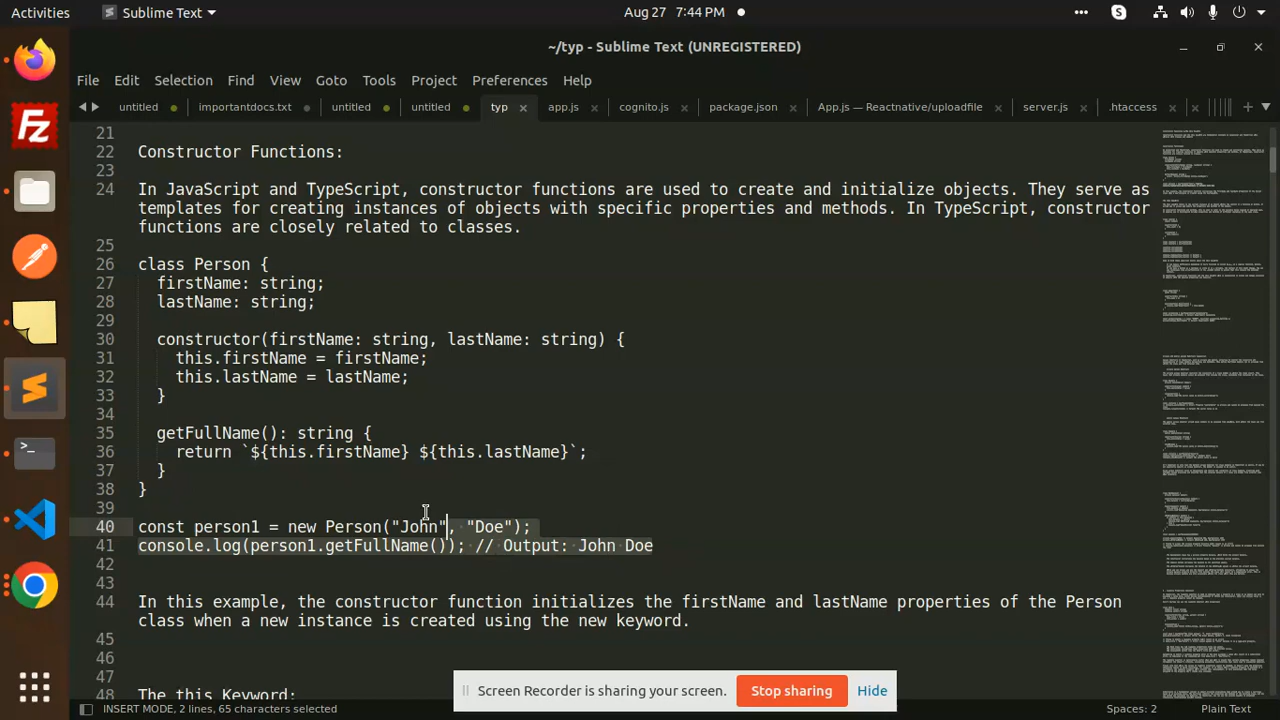 Activities Sublime Text Aug 27 7:44 PM
~/typ - Sublime Text (UNREGISTERED)
File Edit Selection Find View Goto Tools Project Preferences Help
untitled importantdocs.txt untitled untitled typ app.js cognito.js package.json App.js — Reactnative/uploadfile server.js .htaccess
21
22 Constructor Functions:
23
24 In JavaScript and TypeScript, constructor functions are used to create and initialize objects. They serve as
templates for creating instances of objects with specific properties and methods. In TypeScript, constructor
functions are closely related to classes.
25
26 class Person {
27 firstName: string;
28 lastName: string;
29
30 constructor(firstName: string, lastName: string) {
31 this.firstName = firstName;
32 this.lastName = lastName;
33 }
34
35 getFullName(): string {
36 return `${this.firstName} ${this.lastName}`;
37 }
38 }
39
40 const person1 = new Person("John", "Doe");
41 console.log(person1.getFullName()); // Output: John Doe
42
43
44 In this example, the constructor function initializes the firstName and lastName properties of the Person
class when a new instance is created using the new keyword.
45
46
47
48 The this Keyword:
Screen Recorder is sharing your screen. Stop sharing Hide
INSERT MODE, 2 lines, 65 characters selected Spaces: 2 Plain Text